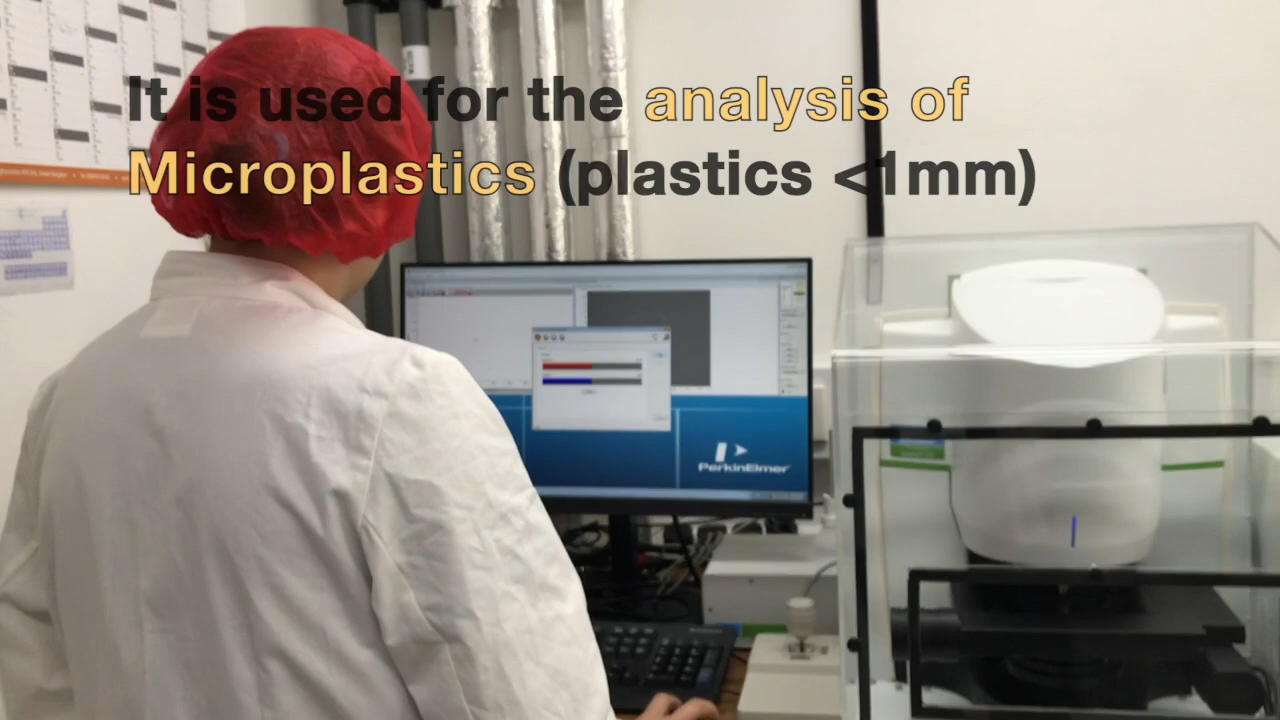 It is used for the analysis of
Microplastics (plastics <1mm)
PerkinElmer